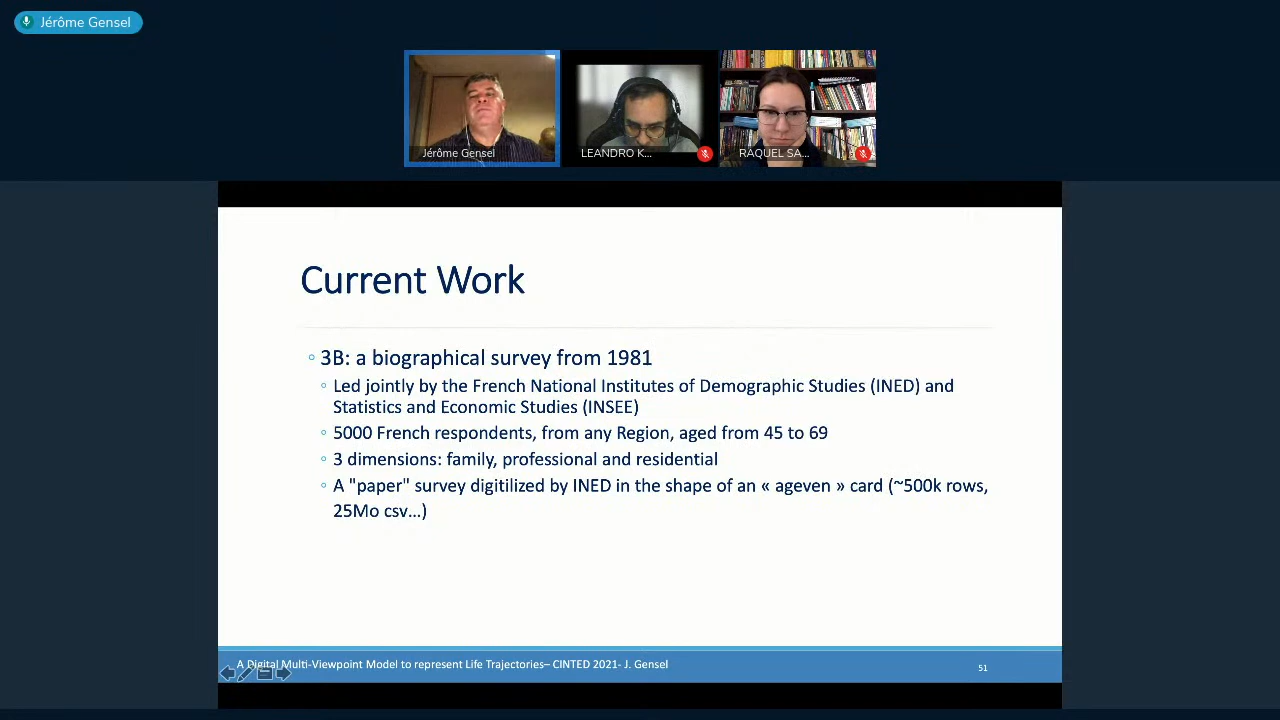 Jérôme Gensel
Jérôme Gensel
LEANDRO K...
RAQUEL SA...
Current Work
3B: a biographical survey from 1981
Led jointly by the French National Institutes of Demographic Studies (INED) and
Statistics and Economic Studies (INSEE)
5000 French respondents, from any Region, aged from 45 to 69
3 dimensions: family, professional and residential
A "paper" survey digitilized by INED in the shape of an « ageven » card (~500k rows,
25Mo csv...)
A Digital Multi-Viewpoint Model to represent Life Trajectories– CINTED 2021- J. Gensel
51